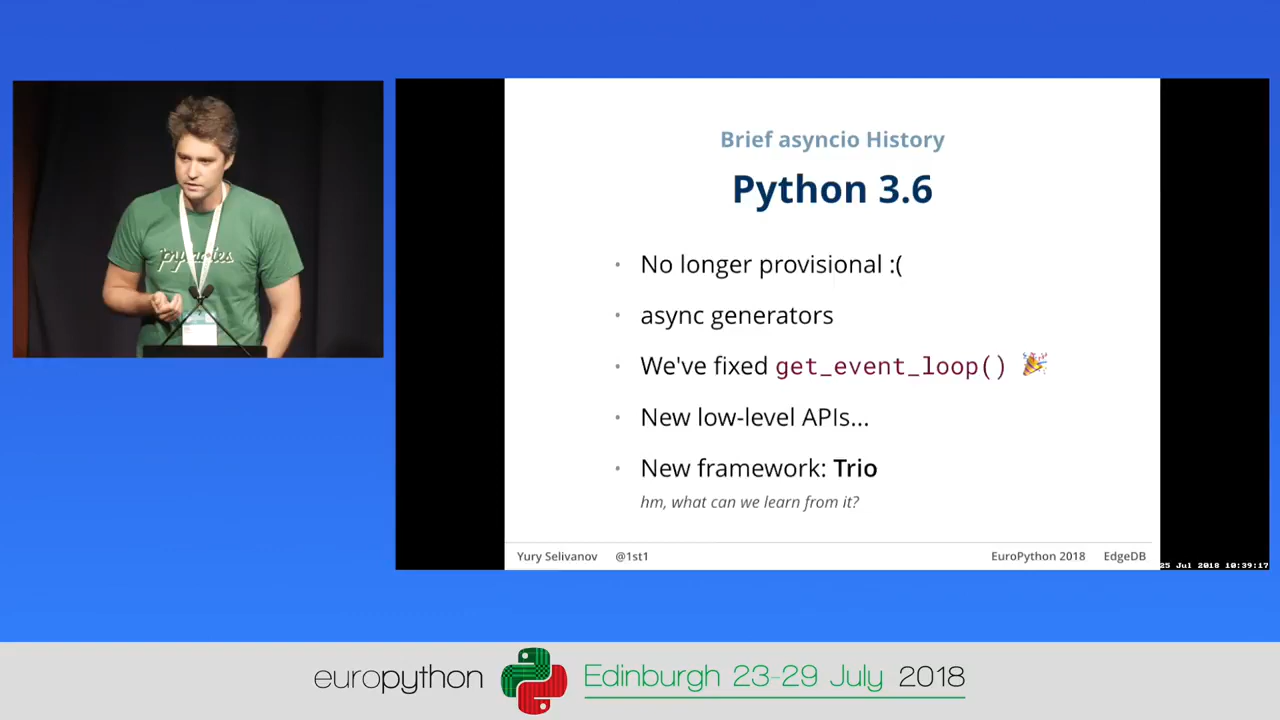 Brief asyncio History
Python 3.6
No longer provisional :(
async generators
We've fixed get_event_loop() 🎉
New low-level APIs...
New framework: Trio
hm, what can we learn from it?
Yury Selivanov @1st1 EuroPython 2018 EdgeDB
25 Jul 2018 10:39:17
europython Edinburgh 23-29 July 2018